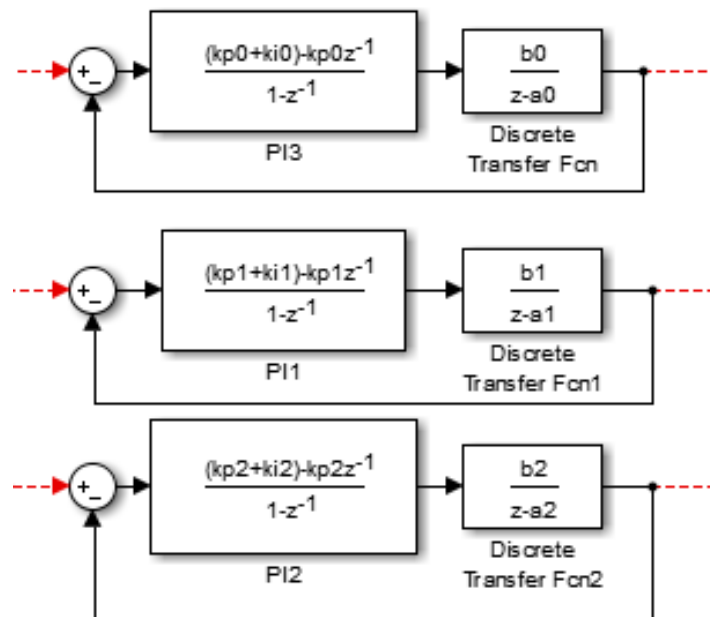 +
-
(kp0+ki0)-kp0z^-1
1-z^-1
PI3
b0
z-a0
Discrete
Transfer Fcn
+
-
(kp1+ki1)-kp1z^-1
1-z^-1
PI1
b1
z-a1
Discrete
Transfer Fcn1
+
-
(kp2+ki2)-kp2z^-1
1-z^-1
PI2
b2
z-a2
Discrete
Transfer Fcn2